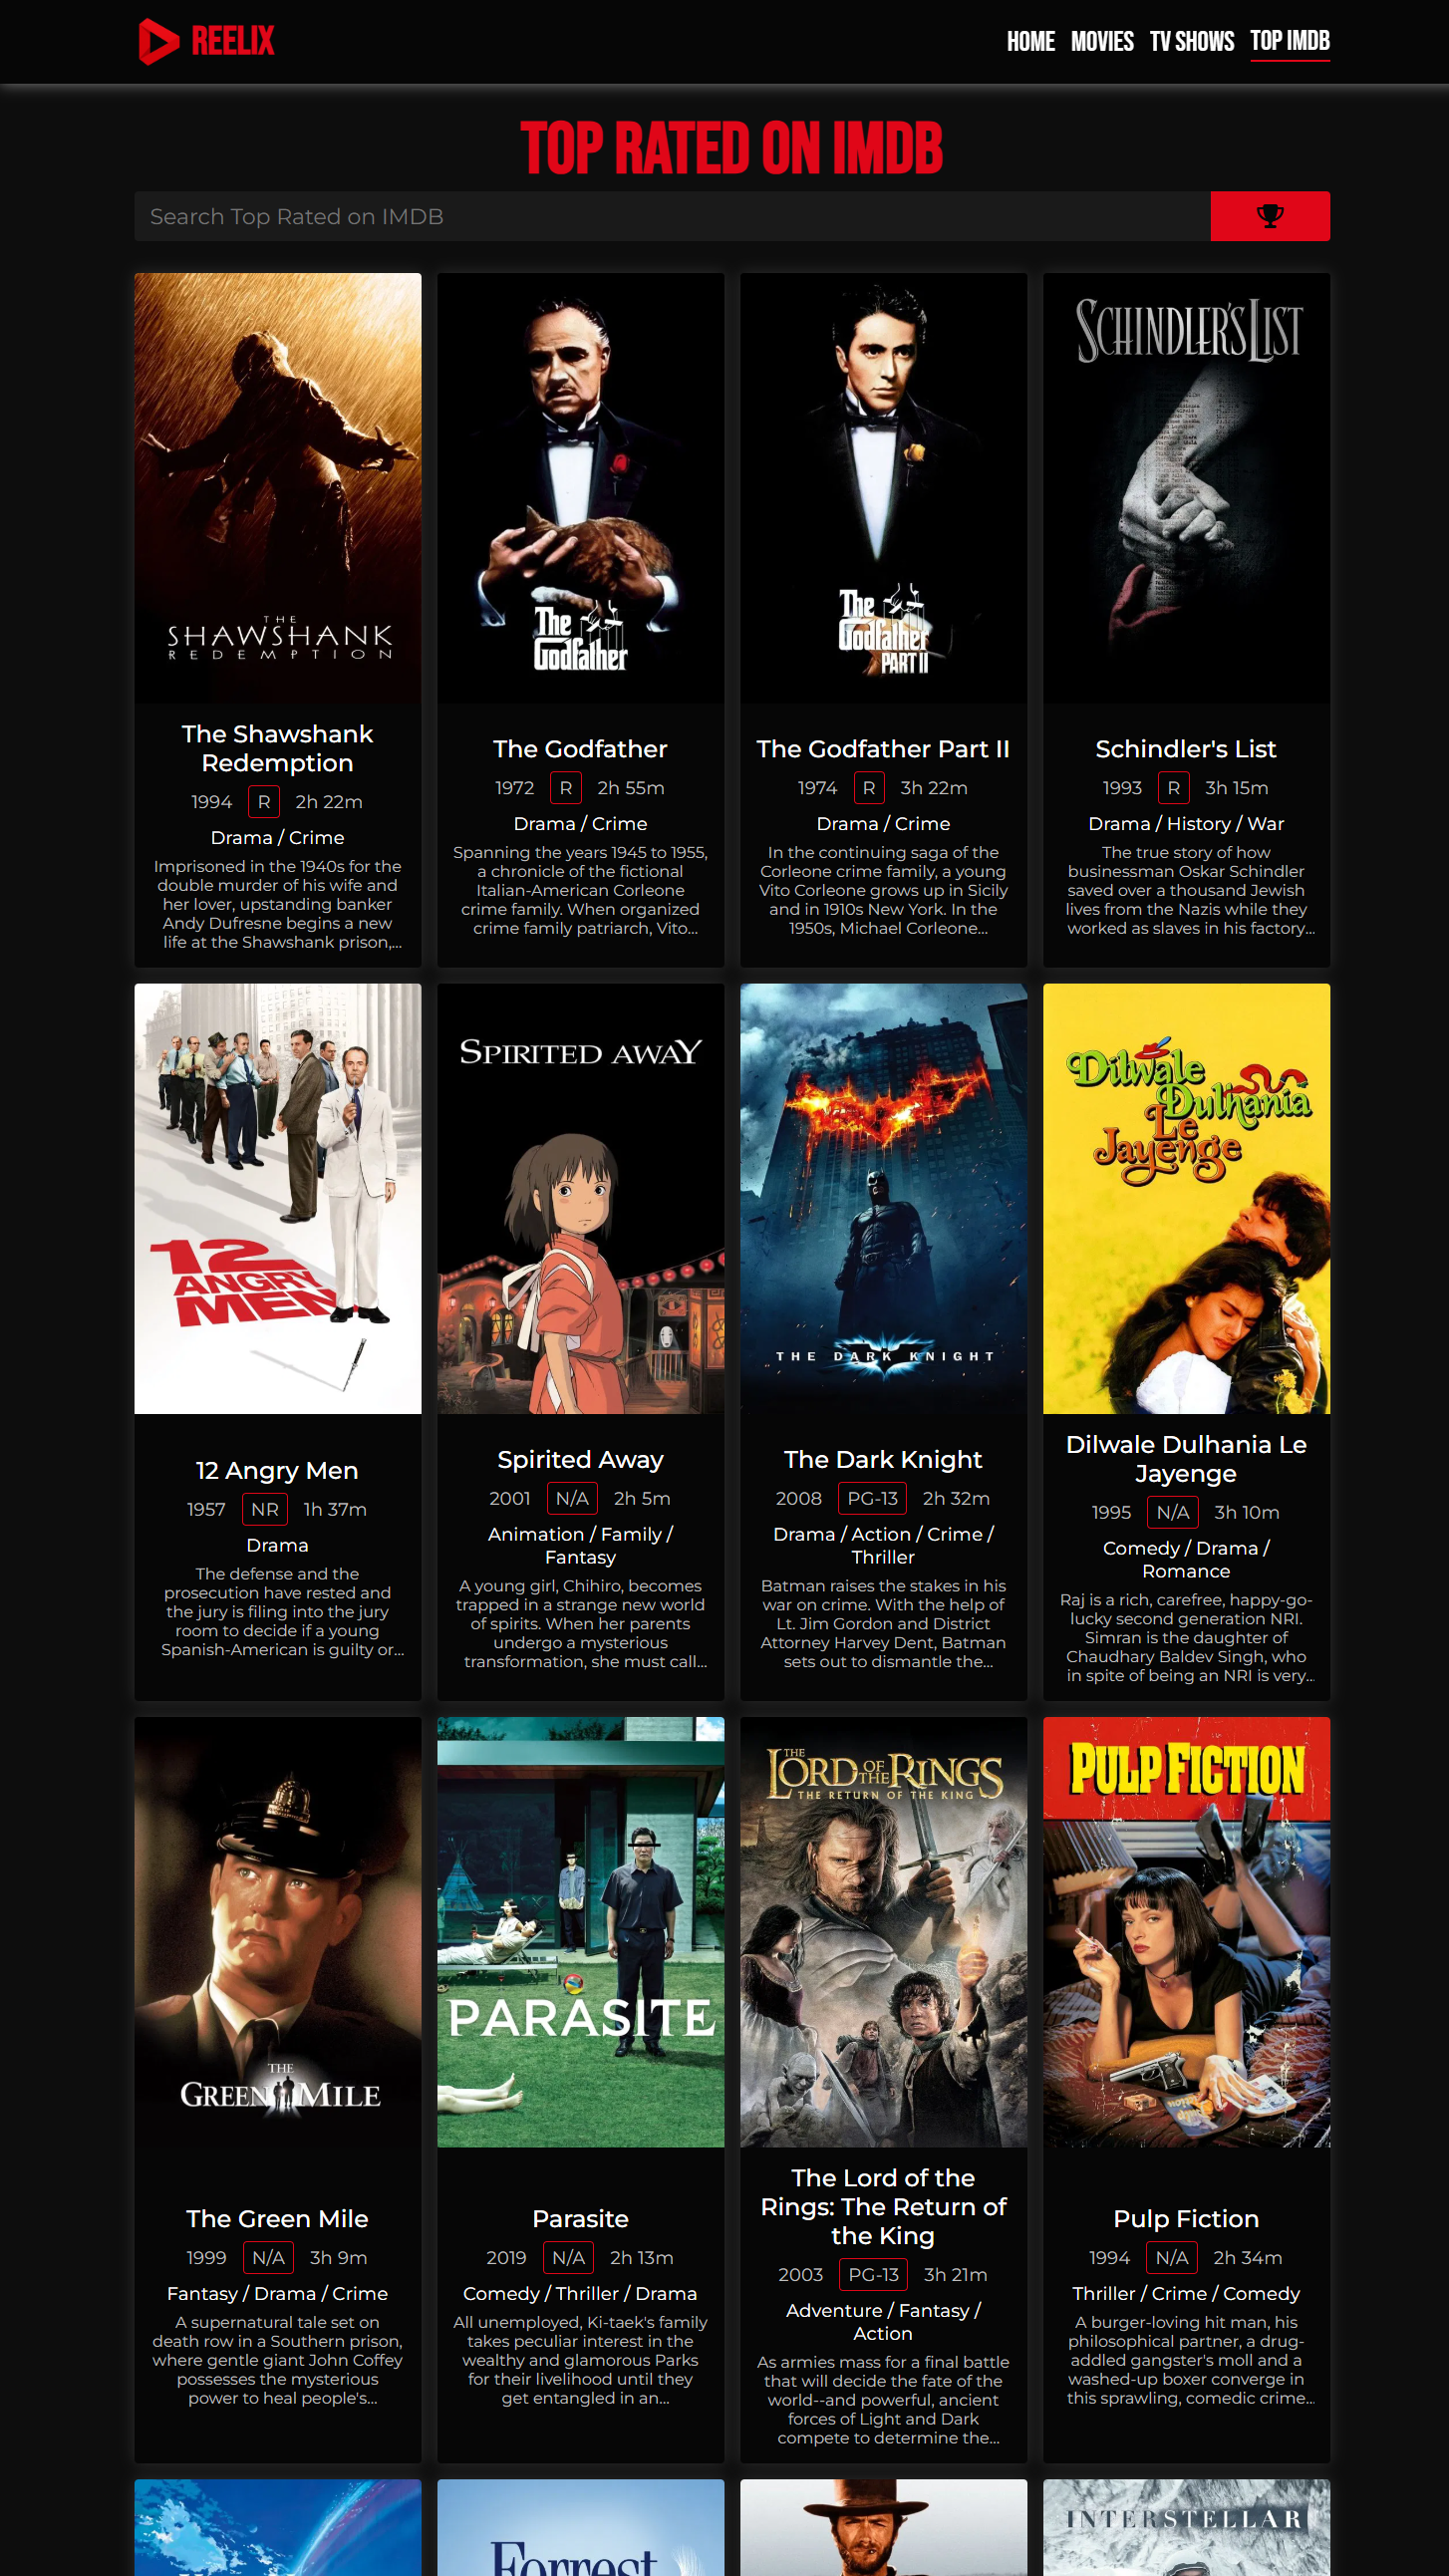 REELIX
HOME MOVIES TV SHOWS TOP IMDB
TOP RATED ON IMDB
Search Top Rated on IMDB
THE
SHAWSHANK
REDEMPTION
The
Godfather
The
Godfather
PART II
SCHINDLER'S LIST
The Shawshank
Redemption
1994 R 2h 22m
Drama / Crime
Imprisoned in the 1940s for the
double murder of his wife and
her lover, upstanding banker
Andy Dufresne begins a new
life at the Shawshank prison,...
The Godfather
1972 R 2h 55m
Drama / Crime
Spanning the years 1945 to 1955,
a chronicle of the fictional
Italian-American Corleone
crime family. When organized
crime family patriarch, Vito...
The Godfather Part II
1974 R 3h 22m
Drama / Crime
In the continuing saga of the
Corleone crime family, a young
Vito Corleone grows up in Sicily
and in 1910s New York. In the
1950s, Michael Corleone...
Schindler's List
1993 R 3h 15m
Drama / History / War
The true story of how
businessman Oskar Schindler
saved over a thousand Jewish
lives from the Nazis while they
worked as slaves in his factory...
12
ANGRY
MEN
SPIRITED AWAY
THE DARK KNIGHT
Dilwale
Dulhania
Le
Jayenge
12 Angry Men
1957 NR 1h 37m
Drama
The defense and the
prosecution have rested and
the jury is filing into the jury
room to decide if a young
Spanish-American is guilty or...
Spirited Away
2001 N/A 2h 5m
Animation / Family /
Fantasy
A young girl, Chihiro, becomes
trapped in a strange new world
of spirits. When her parents
undergo a mysterious
transformation, she must call...
The Dark Knight
2008 PG-13 2h 32m
Drama / Action / Crime /
Thriller
Batman raises the stakes in his
war on crime. With the help of
Lt. Jim Gordon and District
Attorney Harvey Dent, Batman
sets out to dismantle the...
Dilwale Dulhania Le
Jayenge
1995 N/A 3h 10m
Comedy / Drama /
Romance
Raj is a rich, carefree, happy-go-
lucky second generation NRI.
Simran is the daughter of
Chaudhary Baldev Singh, who
in spite of being an NRI is very...
THE
GREEN MILE
PARASITE
THE
LORD OF THE RINGS
THE RETURN OF THE KING
PULP FICTION
The Green Mile
1999 N/A 3h 9m
Fantasy / Drama / Crime
A supernatural tale set on
death row in a Southern prison,
where gentle giant John Coffey
possesses the mysterious
power to heal people's...
Parasite
2019 N/A 2h 13m
Comedy / Thriller / Drama
All unemployed, Ki-taek's family
takes peculiar interest in the
wealthy and glamorous Parks
for their livelihood until they
get entangled in an...
The Lord of the
Rings: The Return of
the King
2003 PG-13 3h 21m
Adventure / Fantasy /
Action
As armies mass for a final battle
that will decide the fate of the
world--and powerful, ancient
forces of Light and Dark
compete to determine the...
Pulp Fiction
1994 N/A 2h 34m
Thriller / Crime / Comedy
A burger-loving hit man, his
philosophical partner, a drug-
addled gangster's moll and a
washed-up boxer converge in
this sprawling, comedic crime...
Forrest
INTERSTELLAR